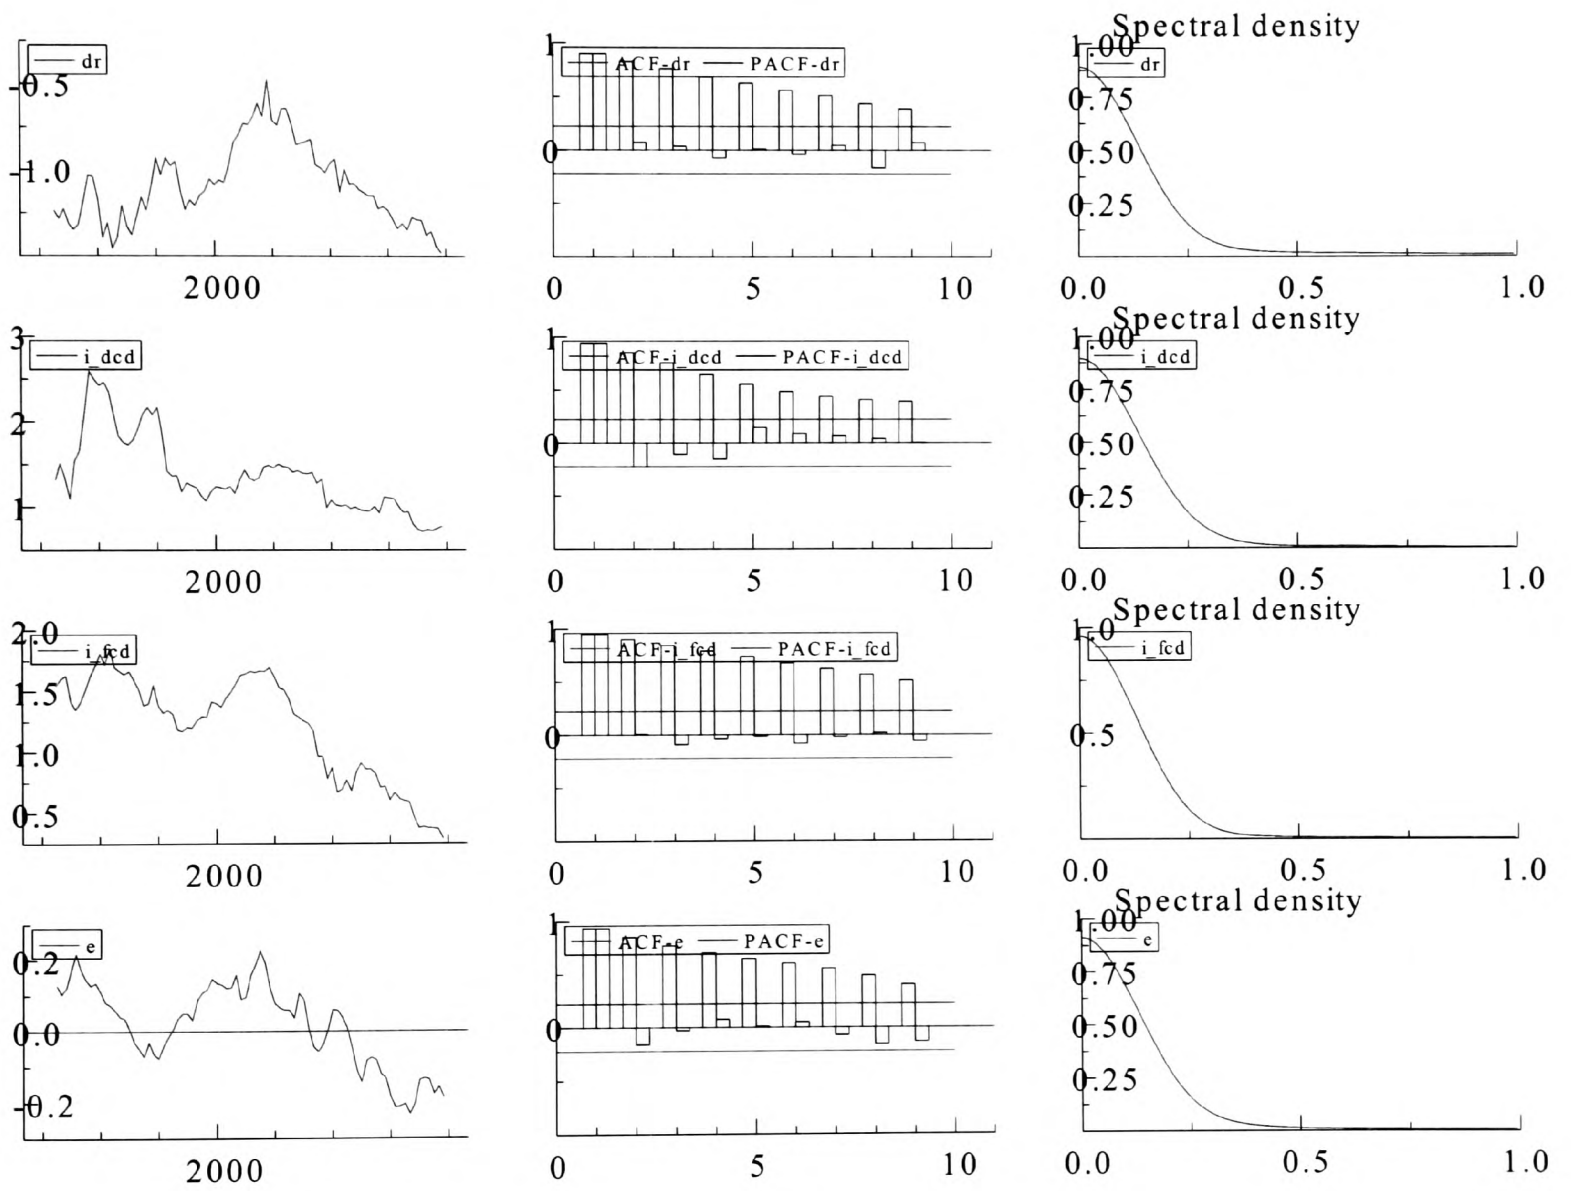 dr
-0.5
-1.0
2000
1
ACF-dr PACF-dr
0
0 5 10
Spectral density
1.00
dr
0.75
0.50
0.25
0.0 0.5 1.0
3
i_dcd
2
1
2000
1
ACF-i_dcd PACF-i_dcd
0
0 5 10
Spectral density
1.00
i_dcd
0.75
0.50
0.25
0.0 0.5 1.0
2.0
i_fcd
1.5
1.0
0.5
2000
1
ACF-i_fcd PACF-i_fcd
0
0 5 10
Spectral density
1.0
i_fcd
0.5
0.0 0.5 1.0
e
0.2
0.0
-0.2
2000
1
ACF-e PACF-e
0
0 5 10
Spectral density
1.00
e
0.75
0.50
0.25
0.0 0.5 1.0